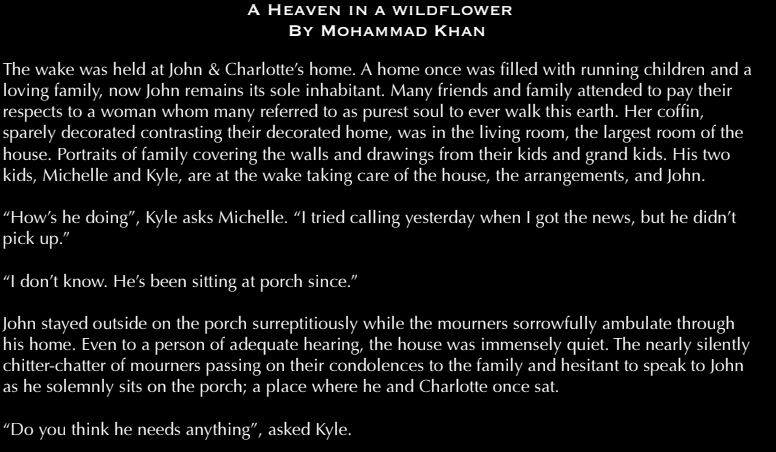 A Heaven in a wildflower
By Mohammad Khan
The wake was held at John & Charlotte’s home. A home once was filled with running children and a
loving family, now John remains its sole inhabitant. Many friends and family attended to pay their
respects to a woman whom many referred to as purest soul to ever walk this earth. Her coffin,
sparely decorated contrasting their decorated home, was in the living room, the largest room of the
house. Portraits of family covering the walls and drawings from their kids and grand kids. His two
kids, Michelle and Kyle, are at the wake taking care of the house, the arrangements, and John.
“How’s he doing”, Kyle asks Michelle. “I tried calling yesterday when I got the news, but he didn’t
pick up.”
“I don’t know. He’s been sitting at porch since.”
John stayed outside on the porch surreptitiously while the mourners sorrowfully ambulate through
his home. Even to a person of adequate hearing, the house was immensely quiet. The nearly silently
chitter-chatter of mourners passing on their condolences to the family and hesitant to speak to John
as he solemnly sits on the porch; a place where he and Charlotte once sat.
“Do you think he needs anything”, asked Kyle.